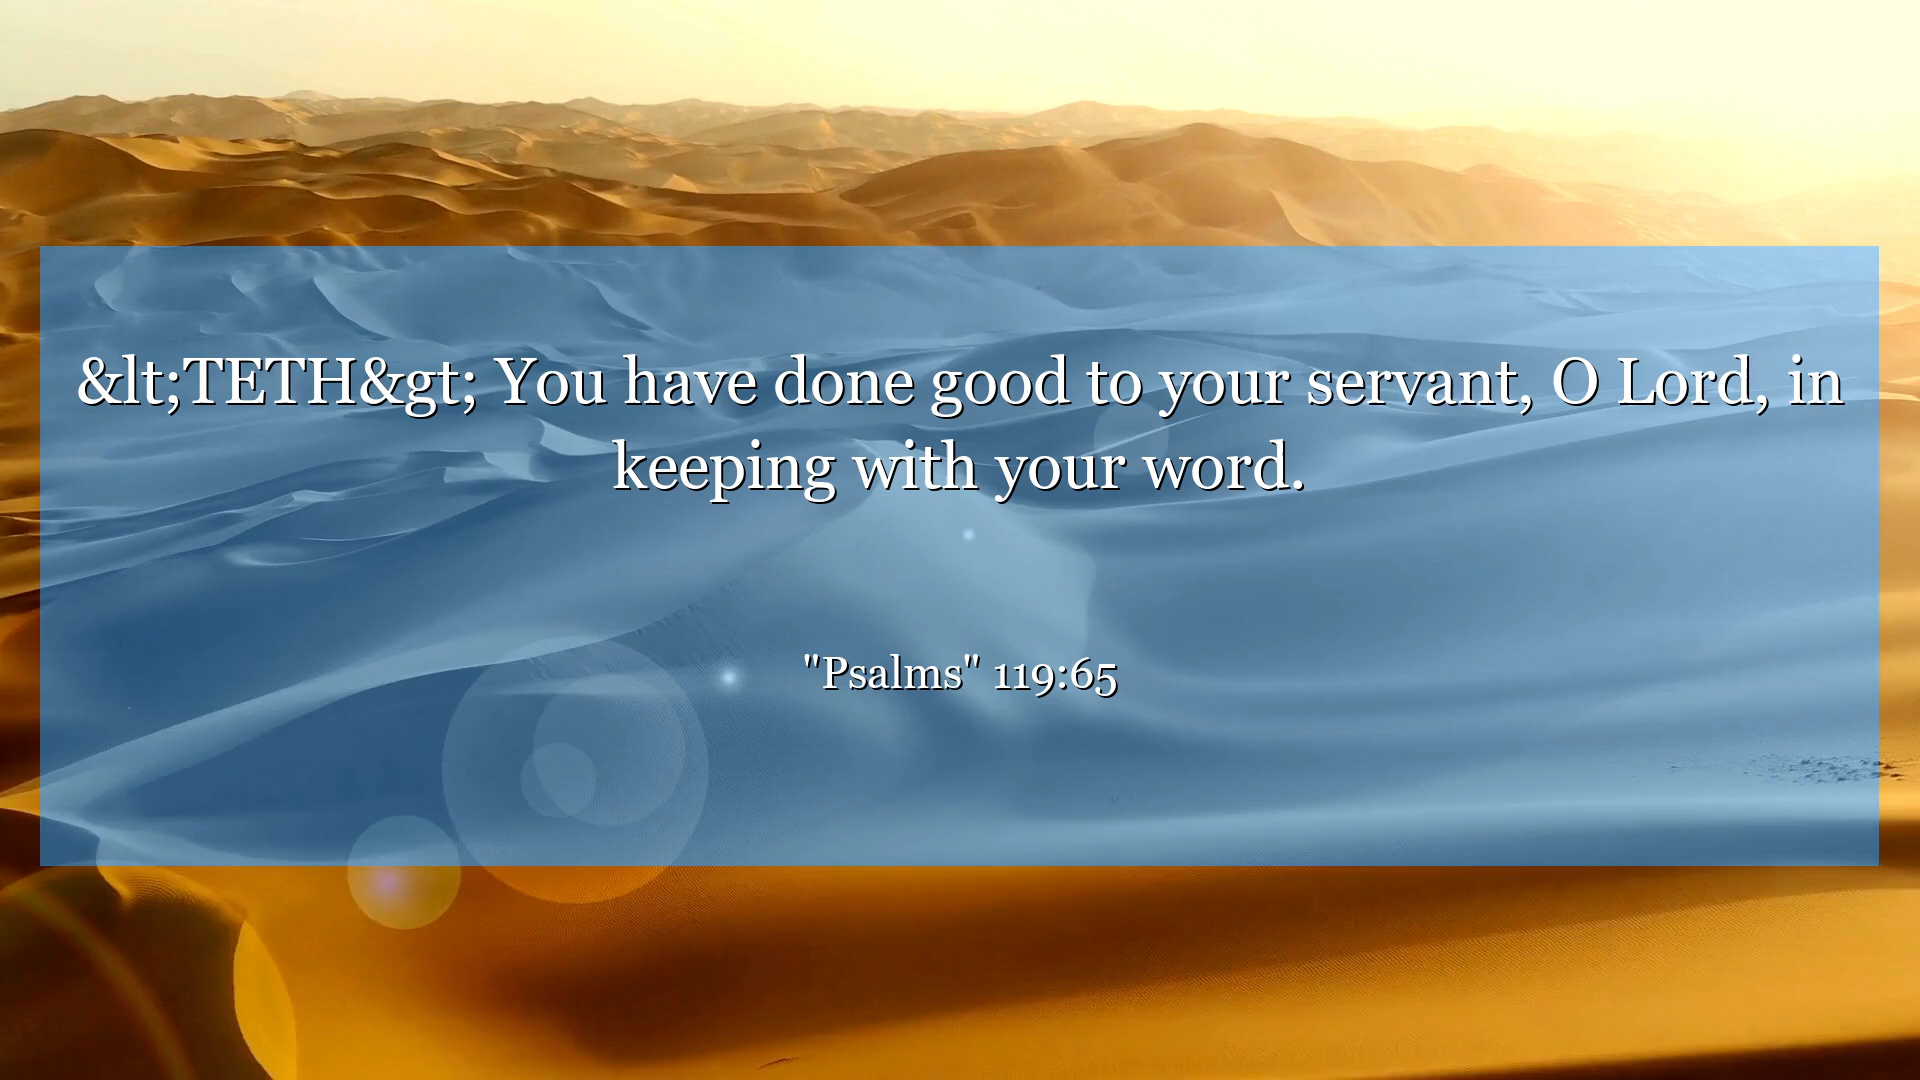 &lt;TETH&gt; You have done good to your servant, O Lord, in
keeping with your word.
"Psalms" 119:65